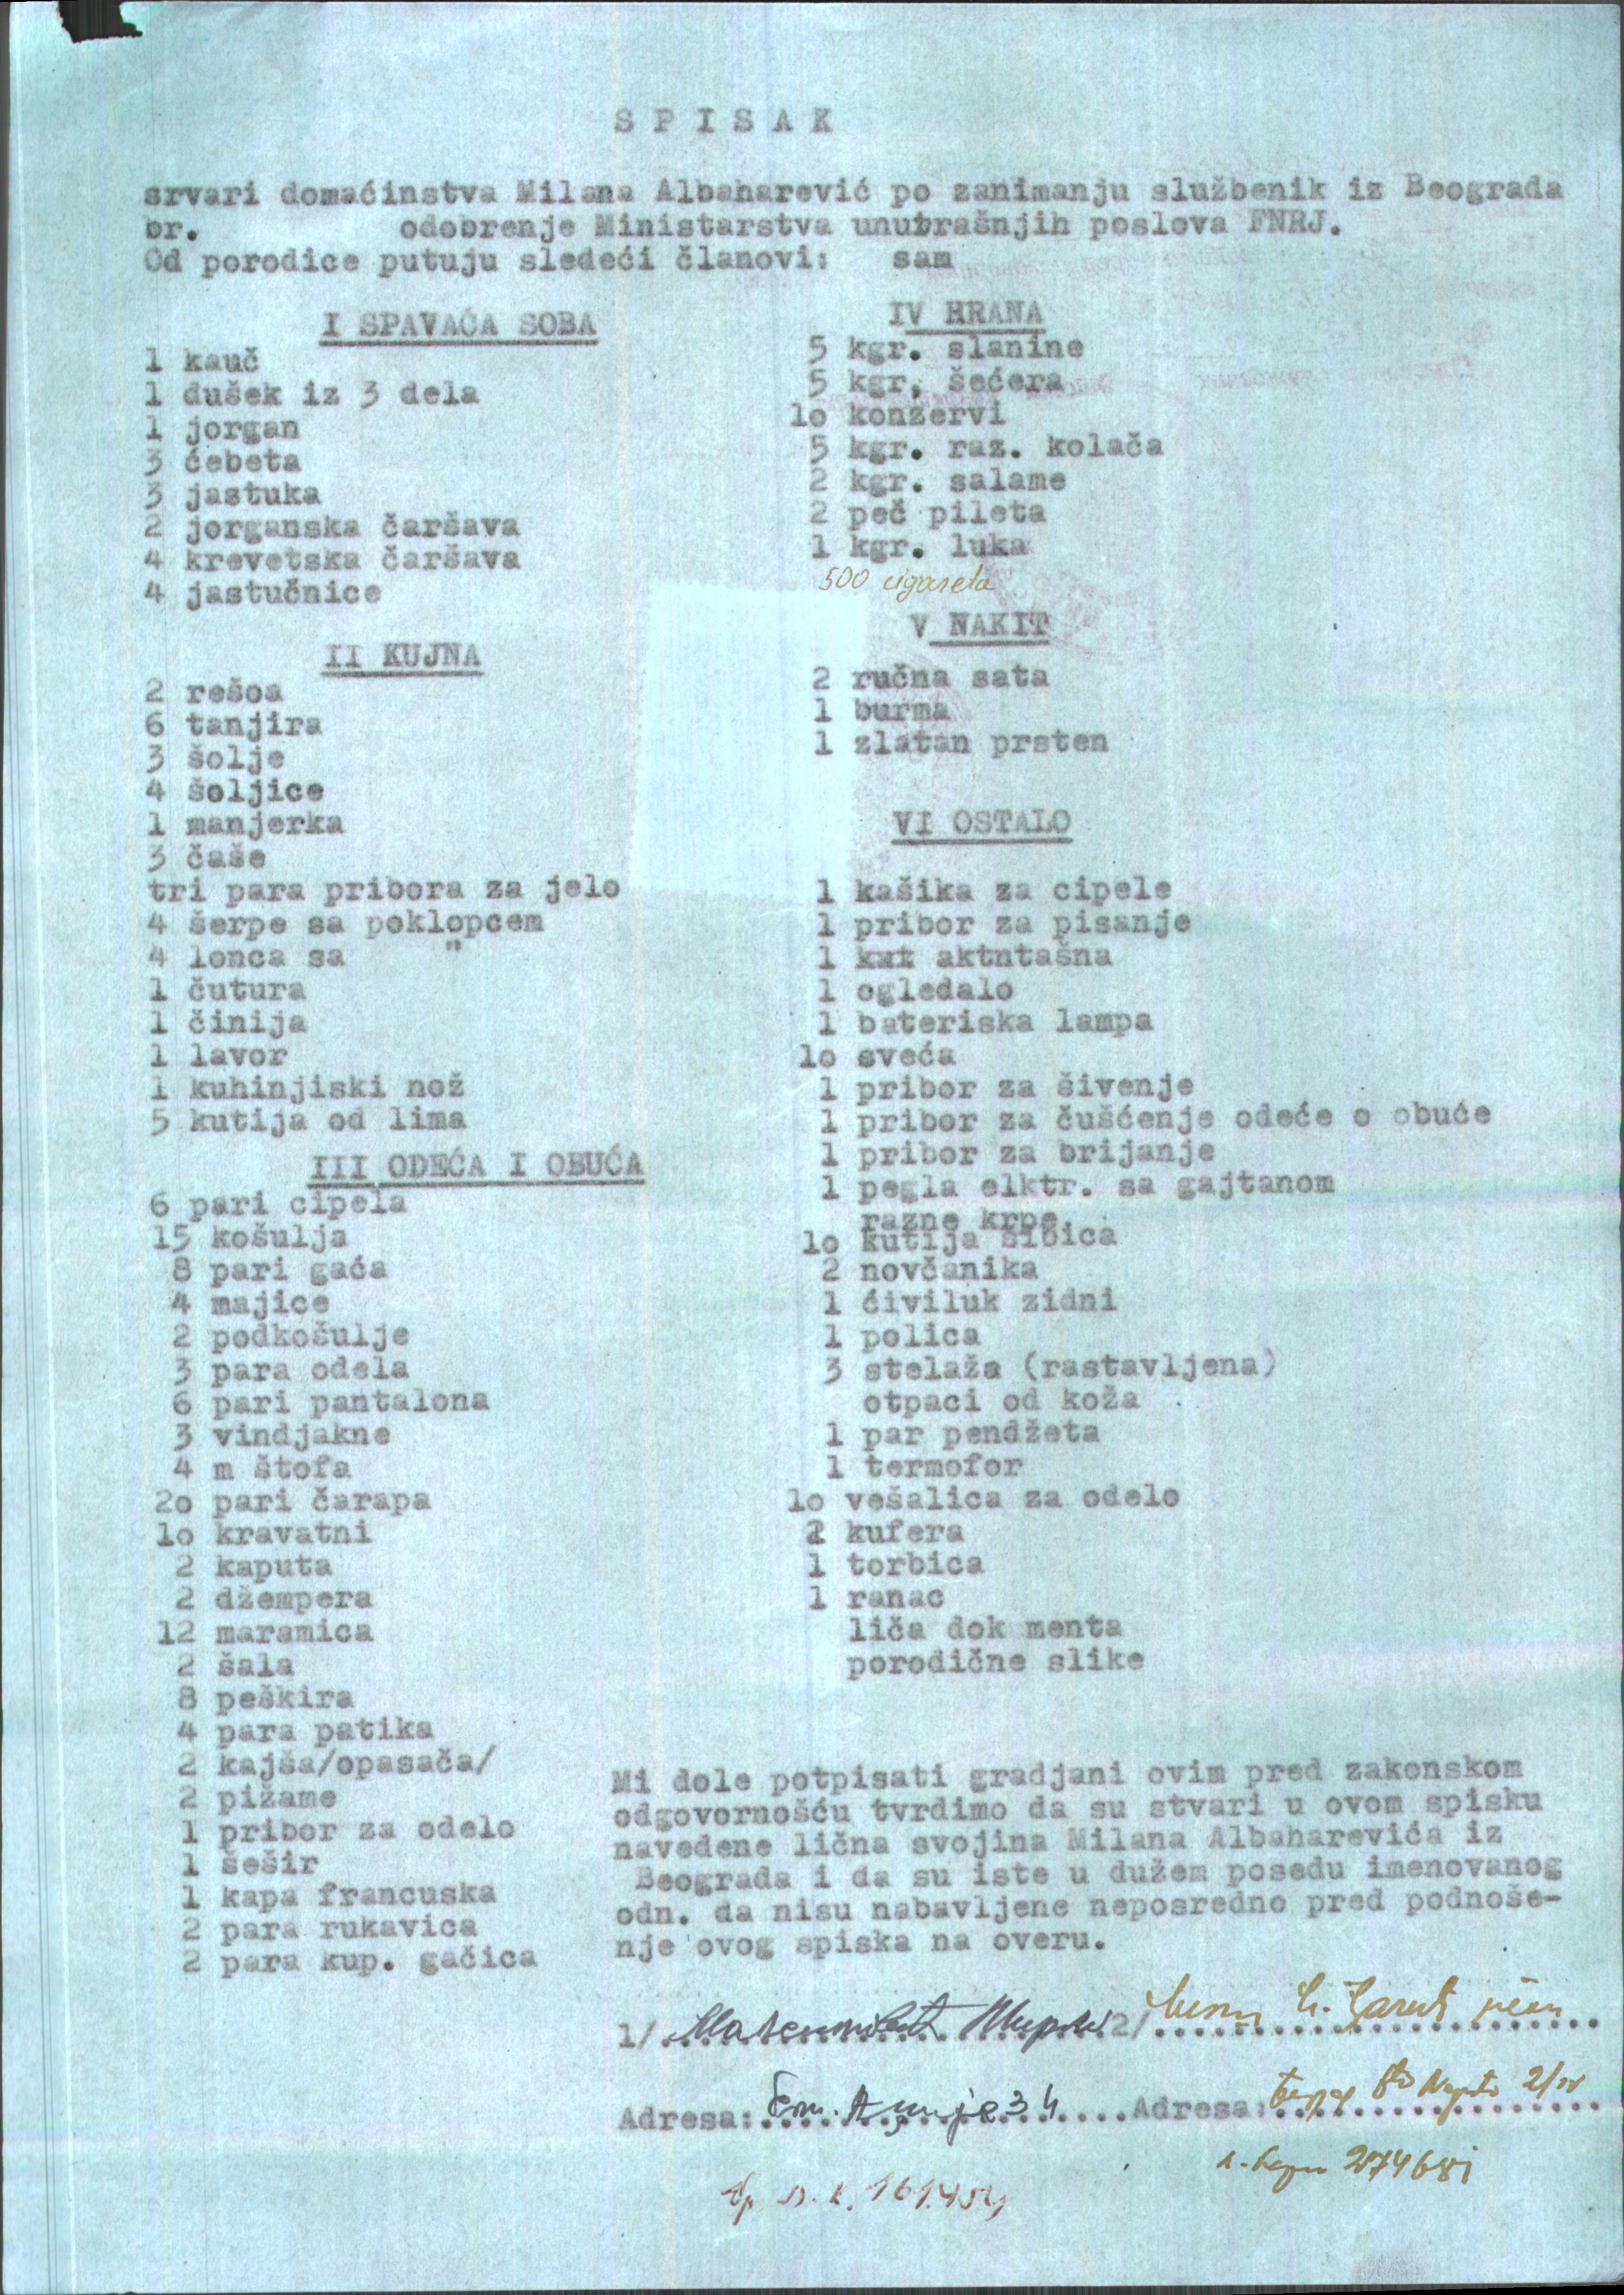 S P I S A K
srvari domaćinstva Milana Albaharević po zanimanju službenik iz Beograda
br. odobrenje Ministarstva unutrašnjih poslova FNRJ.
Od porodice putuju sledeći članovi: sam
I SPAVAĆA SOBA
1 kauč
1 dušek iz 3 dela
1 jorgan
3 ćebeta
3 jastuka
2 jorganska čaršava
4 krevetska čaršava
4 jastučnice
II KUJNA
2 rešoa
6 tanjira
3 šolje
4 šoljice
1 manjerka
3 čaše
tri para pribora za jelo
4 šerpe sa poklopcem
4 lonca sa "
1 čutura
1 činija
1 lavor
1 kuhinjiski nož
5 kutija od lima
III ODEĆA I OBUĆA
6 pari cipela
15 košulja
8 pari gaća
4 majice
2 podkošulje
3 para odela
6 pari pantalona
3 vindjakne
4 m štofa
2o pari čarapa
lo kravatni
2 kaputa
2 džempera
12 maramica
2 šala
8 peškira
4 para patika
2 kajša/opasača/
2 pižame
1 pribor za odelo
1 šešir
1 kapa francuska
2 para rukavica
2 para kup. gačica
IV HRANA
5 kgr. slanine
5 kgr, šećera
lo konzervi
5 kgr. raz. kolača
2 kgr. salame
2 peč pileta
1 kgr. luka
500 cigareta
V NAKIT
2 ručna sata
1 burma
1 zlatan prsten
VI OSTALO
1 kašika za cipele
1 pribor za pisanje
1 aktntašna
1 ogledalo
1 bateriska lampa
lo sveća
1 pribor za šivenje
1 pribor za čušćenje odeće o obuće
1 pribor za brijanje
1 pegla elktr. sa gajtanom
razne krpe
lo kutija šibica
2 novčanika
1 ćiviluk zidni
1 polica
3 stelaža (rastavljena)
otpaci od koža
1 par pendžeta
1 termofor
lo vešalica za odelo
2 kufera
1 torbica
1 ranac
liča dok menta
porodične slike
Mi dole potpisati gradjani ovim pred zakonskom
odgovornošću tvrdimo da su stvari u ovom spisku
navedene lična svojina Milana Albaharevića iz
Beograda i da su iste u dužem posedu imenovanog
odn. da nisu nabavljene neposredno pred podnoše-
nje ovog spiska na overu.
1/ 2/
Adresa: 34 Adresa: